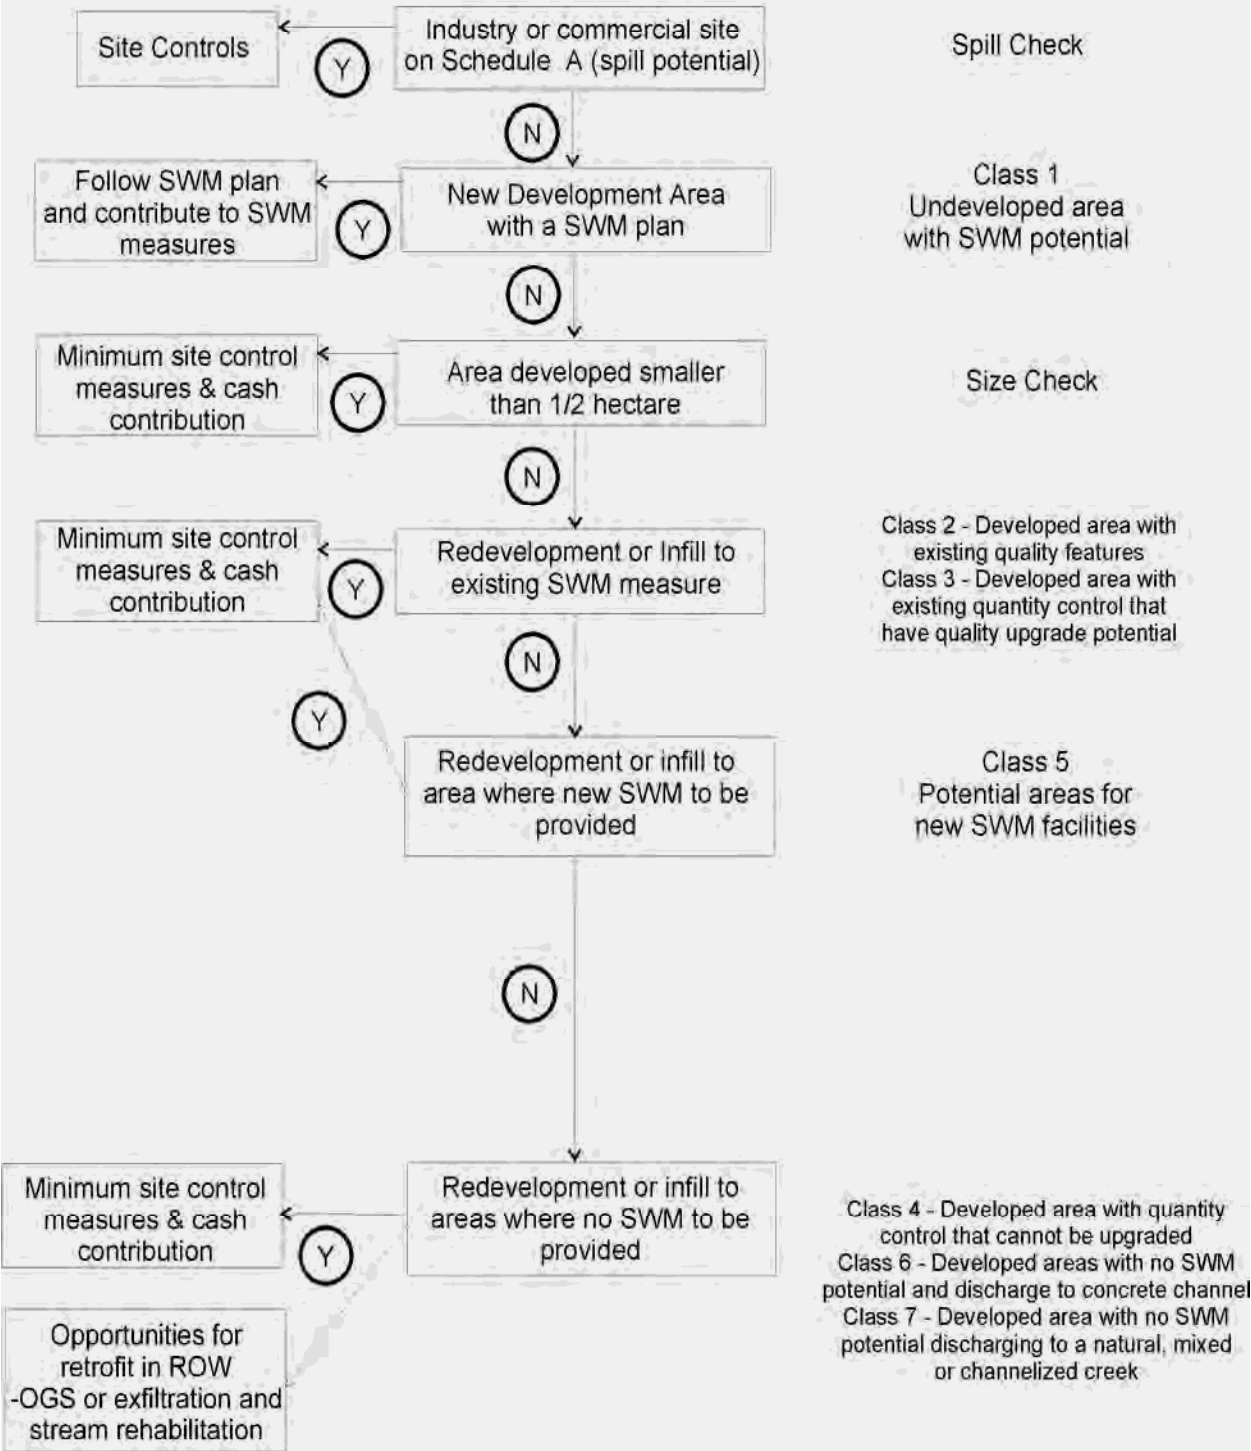 Site Controls
Y
Industry or commercial site
on Schedule A (spill potential)
Spill Check
N
Follow SWM plan
and contribute to SWM
measures
Y
New Development Area
with a SWM plan
Class 1
Undeveloped area
with SWM potential
N
Minimum site control
measures & cash
contribution
Y
Area developed smaller
than 1/2 hectare
Size Check
N
Minimum site control
measures & cash
contribution
Y
Redevelopment or Infill to
existing SWM measure
Class 2 - Developed area with
existing quality features
Class 3 - Developed area with
existing quantity control that
have quality upgrade potential
N
Y
Redevelopment or infill to
area where new SWM to be
provided
Class 5
Potential areas for
new SWM facilities
N
Minimum site control
measures & cash
contribution
Y
Redevelopment or infill to
areas where no SWM to be
provided
Class 4 - Developed area with quantity
control that cannot be upgraded
Class 6 - Developed areas with no SWM
potential and discharge to concrete channel
Class 7 - Developed area with no SWM
potential discharging to a natural, mixed
or channelized creek
Opportunities for
retrofit in ROW
-OGS or exfiltration and
stream rehabilitation